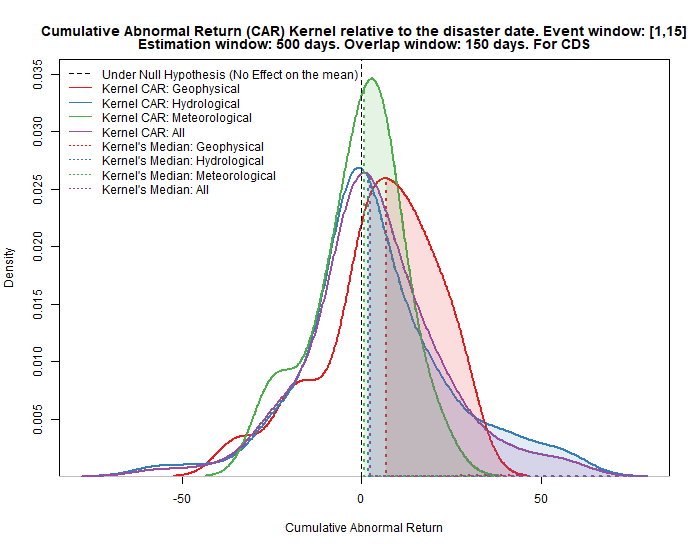 Cumulative Abnormal Return (CAR) Kernel relative to the disaster date. Event window: [1,15]
Estimation window: 500 days. Overlap window: 150 days. For CDS
Under Null Hypothesis (No Effect on the mean)
Kernel CAR: Geophysical
Kernel CAR: Hydrological
Kernel CAR: Meteorological
Kernel CAR: All
Kernel's Median: Geophysical
Kernel's Median: Hydrological
Kernel's Median: Meteorological
Kernel's Median: All
Density
0.035
0.030
0.025
0.020
0.015
0.010
0.005
-50
0
50
Cumulative Abnormal Return